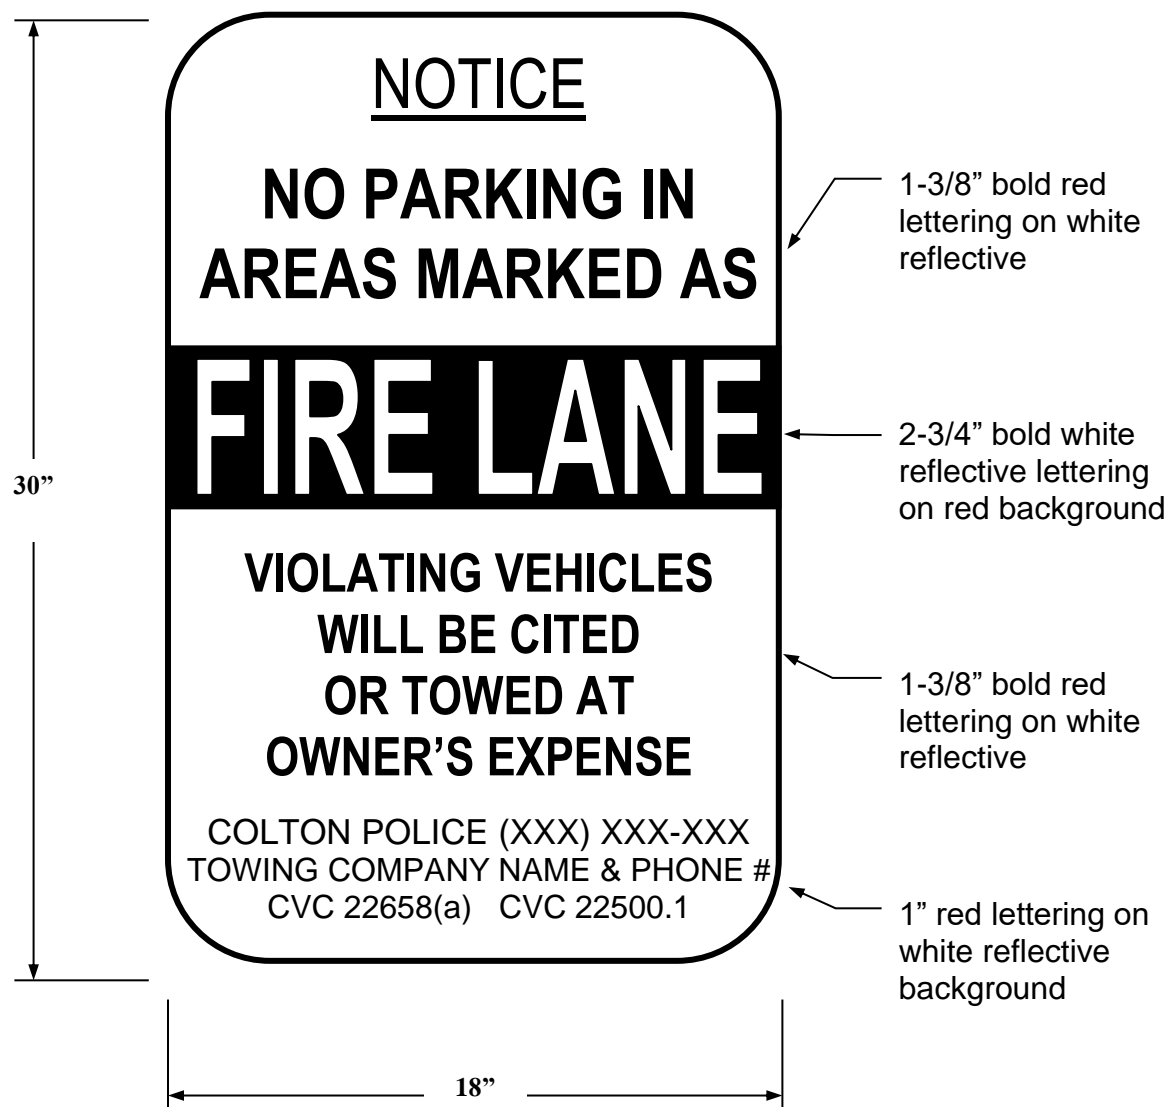 NOTICE
NO PARKING IN
AREAS MARKED AS
FIRE LANE
VIOLATING VEHICLES
WILL BE CITED
OR TOWED AT
OWNER’S EXPENSE
COLTON POLICE (XXX) XXX-XXX
TOWING COMPANY NAME & PHONE #
CVC 22658(a) CVC 22500.1
30”
18”
1-3/8” bold red
lettering on white
reflective
2-3/4” bold white
reflective lettering
on red background
1-3/8” bold red
lettering on white
reflective
1” red lettering on
white reflective
background